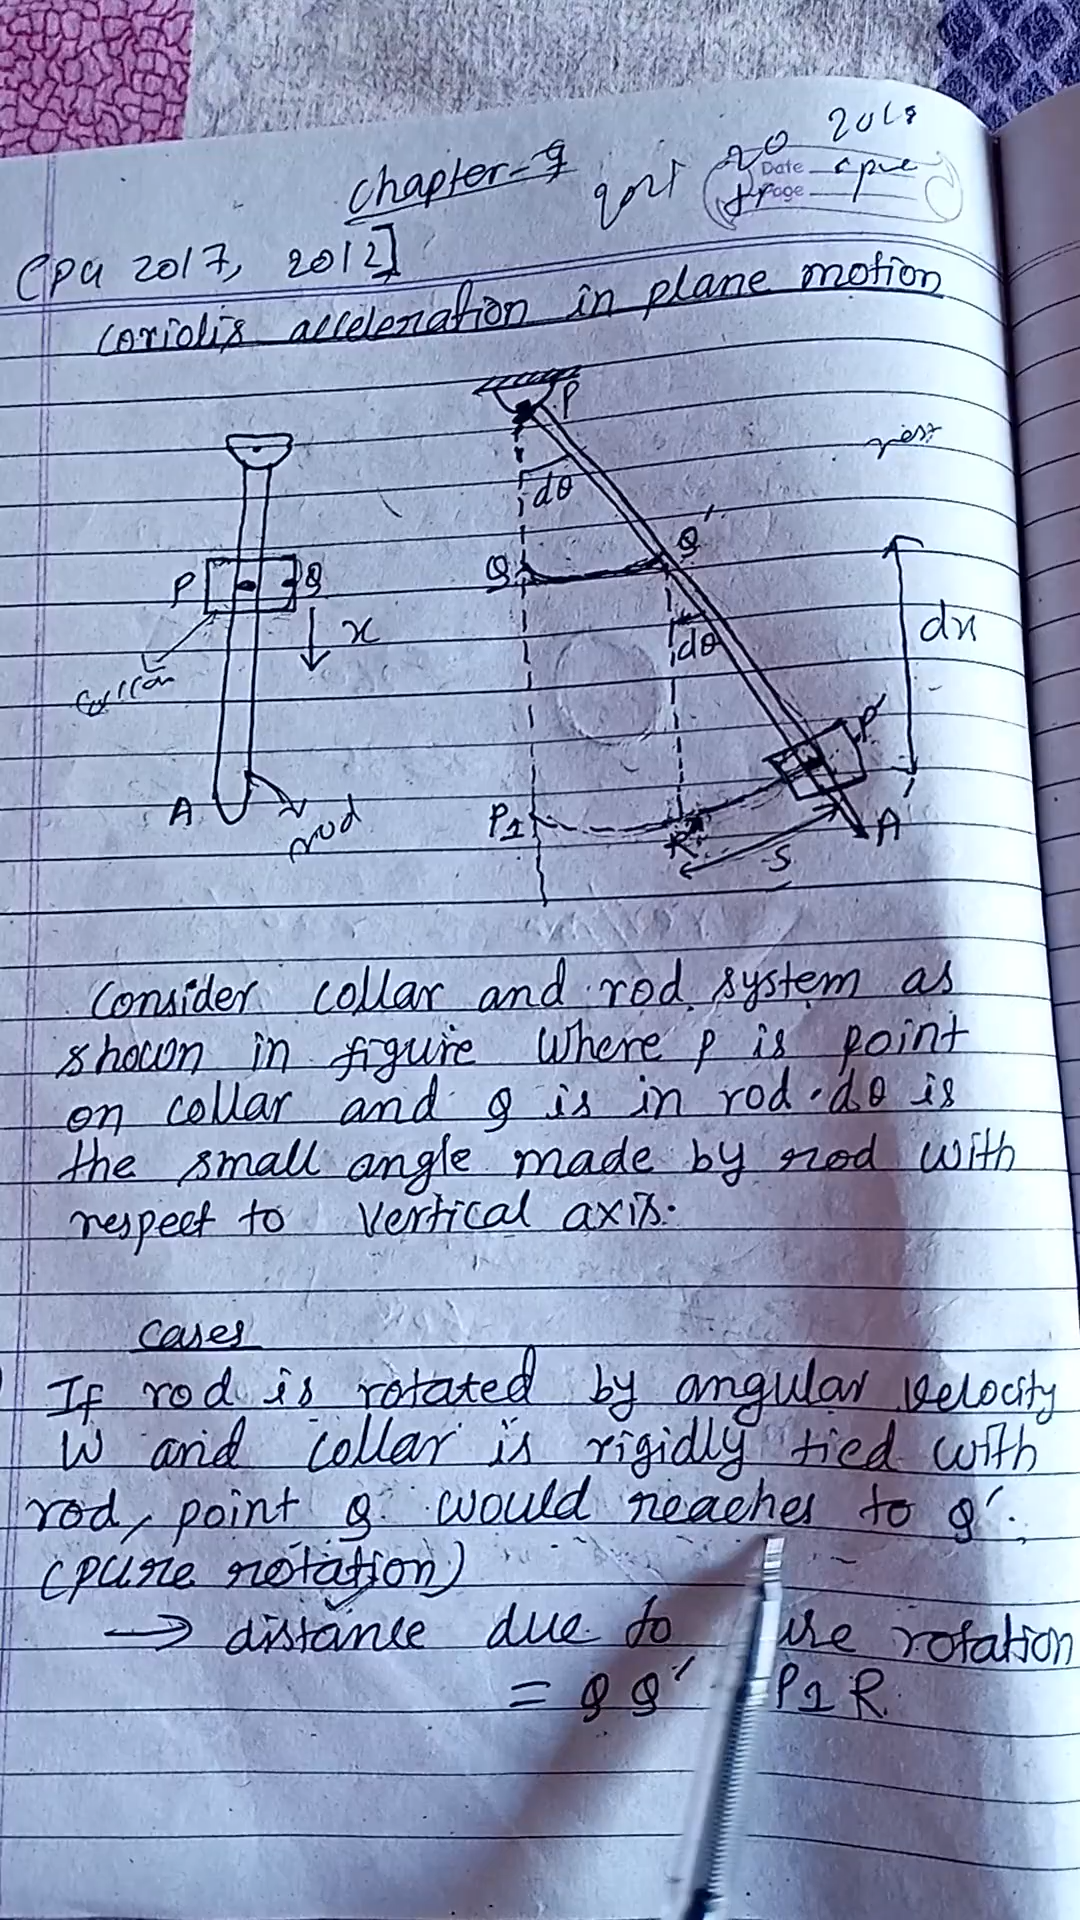 Chapter-9
2018
Date
Page
[PU 2017, 2012]
Coriolis acceleration in plane motion
P
dθ
Q
Q'
P
Q
x
dθ
dx
collar
P'
A
rod
P1
R
S
A'
Consider collar and rod system as
shown in figure where p is point
on collar and Q is in rod. dθ is
the small angle made by rod with
respect to vertical axis.
Cases
If rod is rotated by angular velocity
W and collar is rigidly tied with
rod, point Q would reaches to Q'.
(pure rotation)
→ distance due to rotation
= Q Q' P1 R